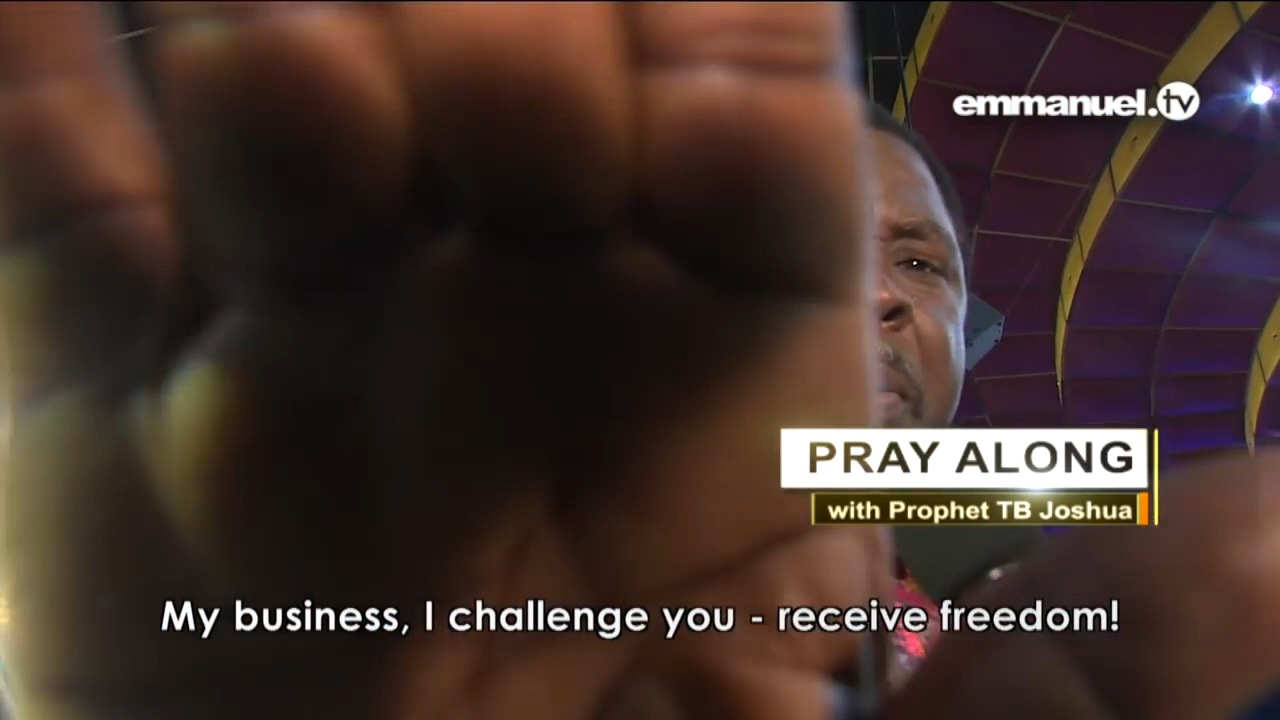 emmanuel.tv
PRAY ALONG
with Prophet TB Joshua
My business, I challenge you - receive freedom!